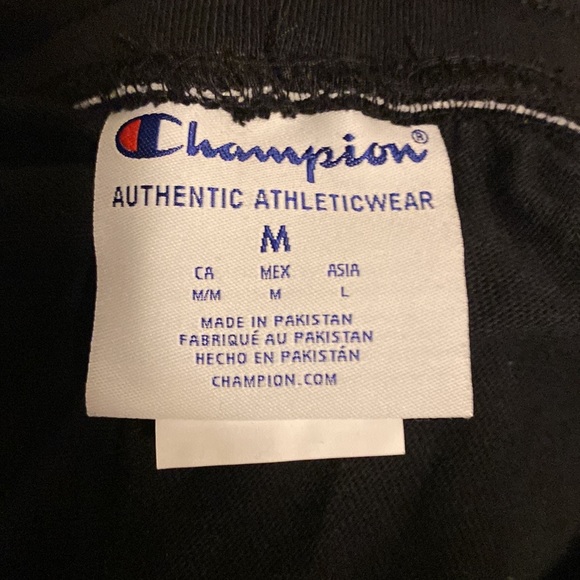 Champion®
AUTHENTIC ATHLETICWEAR
M
CA MEX ASIA
M/M M L
MADE IN PAKISTAN
FABRIQUÉ AU PAKISTAN
HECHO EN PAKISTÁN
CHAMPION.COM